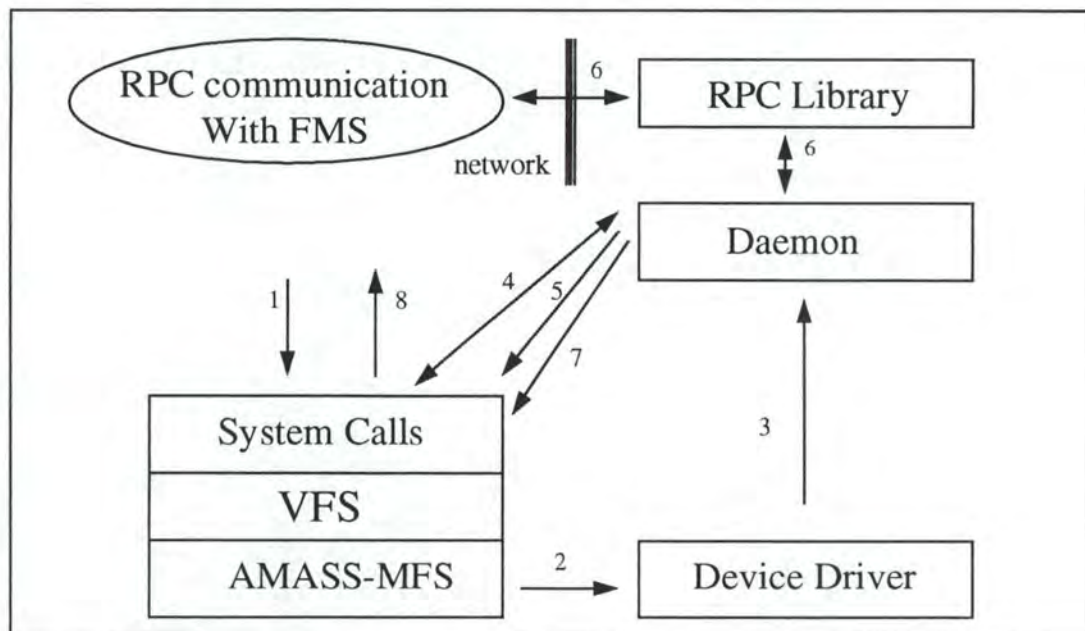 RPC communication
With FMS
6
RPC Library
network
6
Daemon
1
8
4
5
7
3
System Calls
VFS
AMASS-MFS
2
Device Driver